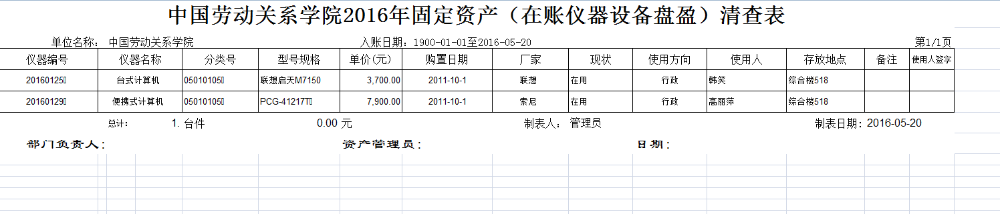 中国劳动关系学院2016年固定资产（在账仪器设备盘盈）清查表
单位名称： 中国劳动关系学院 入账日期：1900-01-01至2016-05-20 第1/1页
仪器编号 仪器名称 分类号 型号规格 单价(元) 购置日期 厂家 现状 使用方向 使用人 存放地点 备注 使用人签字
20160125 台式计算机 05010105 联想启天M7150 3,700.00 2011-10-1 联想 在用 行政 韩笑 综合楼518
20160129 便携式计算机 05010105 PCG-41217T 7,900.00 2011-10-1 索尼 在用 行政 高丽萍 综合楼518
总计： 1. 台件 0.00 元 制表人： 管理员 制表日期：2016-05-20
部门负责人： 资产管理员： 日期：